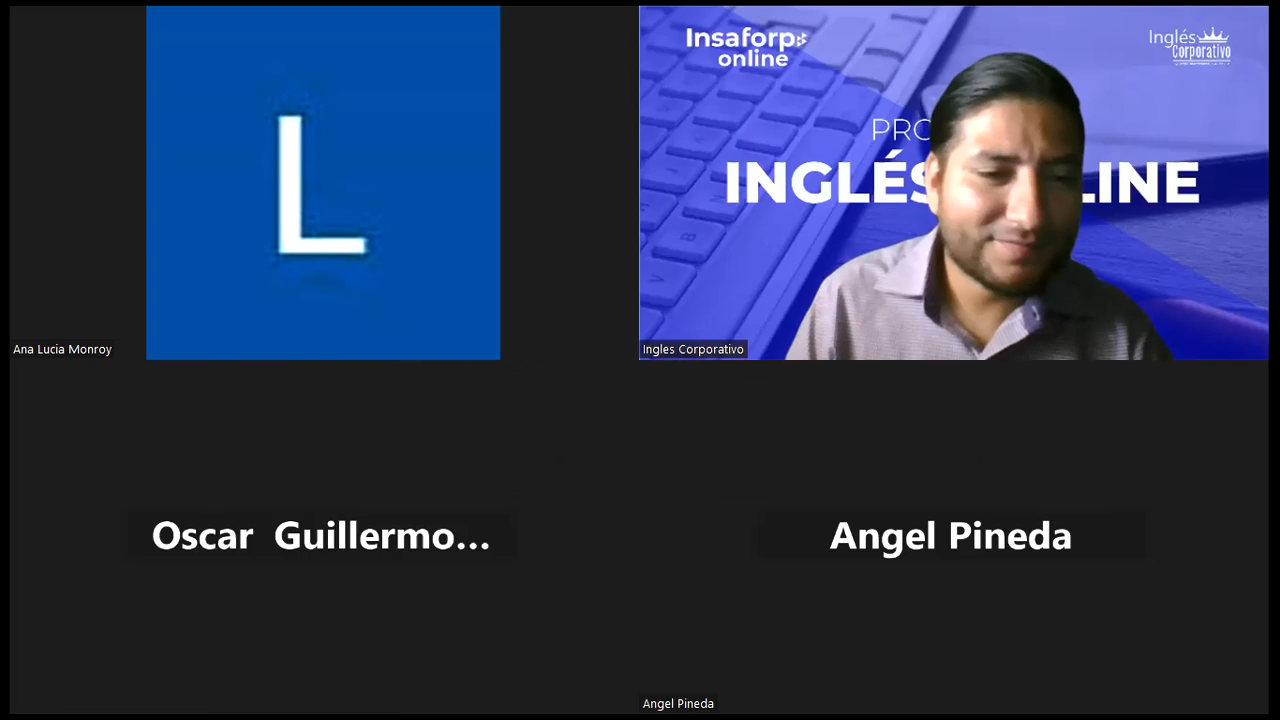 L
Ana Lucia Monroy
Insaforp
online
Inglés
Corporativo
PRO
INGLÉS LINE
Ingles Corporativo
Oscar Guillermo...
Angel Pineda
Angel Pineda